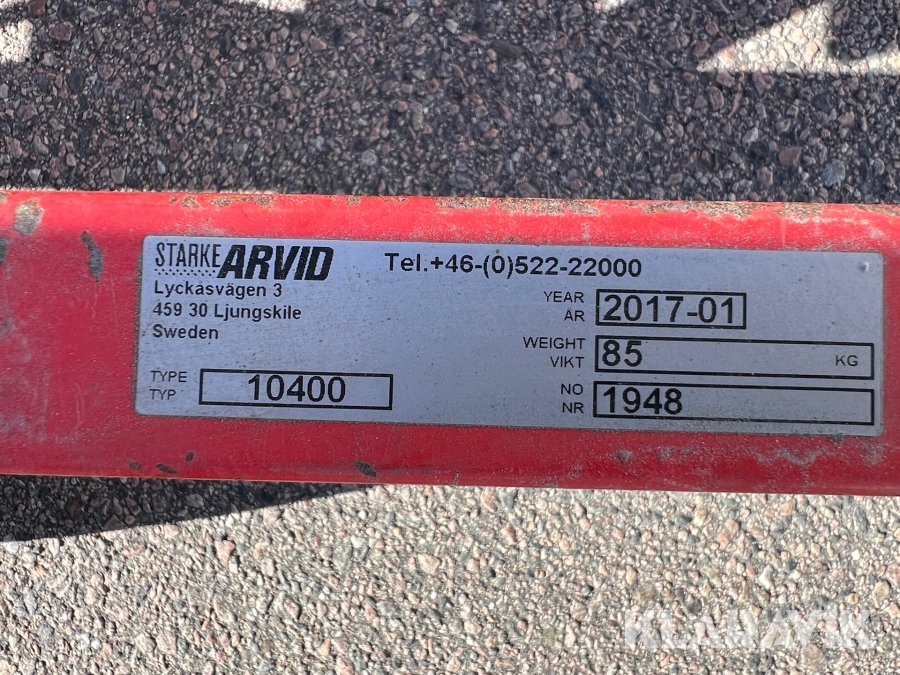 STARKE ARVID
Lyckåsvägen 3
459 30 Ljungskile
Sweden
TYPE
TYP
10400
Tel.+46-(0)522-22000
YEAR
ÅR
2017-01
WEIGHT
VIKT
85
KG
NO
NR
1948
KLARAVIK